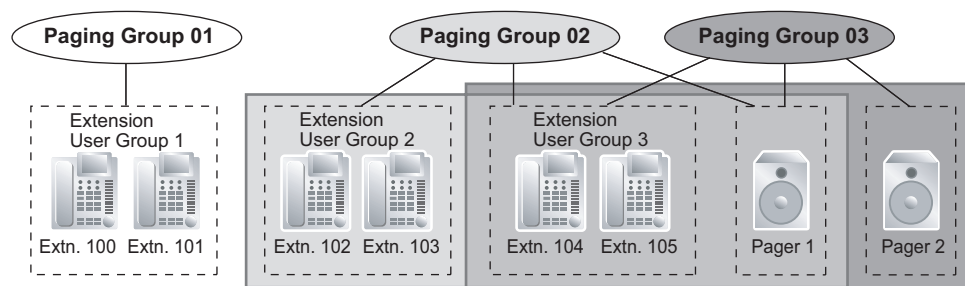 Paging Group 01
Paging Group 02
Paging Group 03
Extension
User Group 1
Extn. 100
Extn. 101
Extension
User Group 2
Extn. 102
Extn. 103
Extension
User Group 3
Extn. 104
Extn. 105
Pager 1
Pager 2